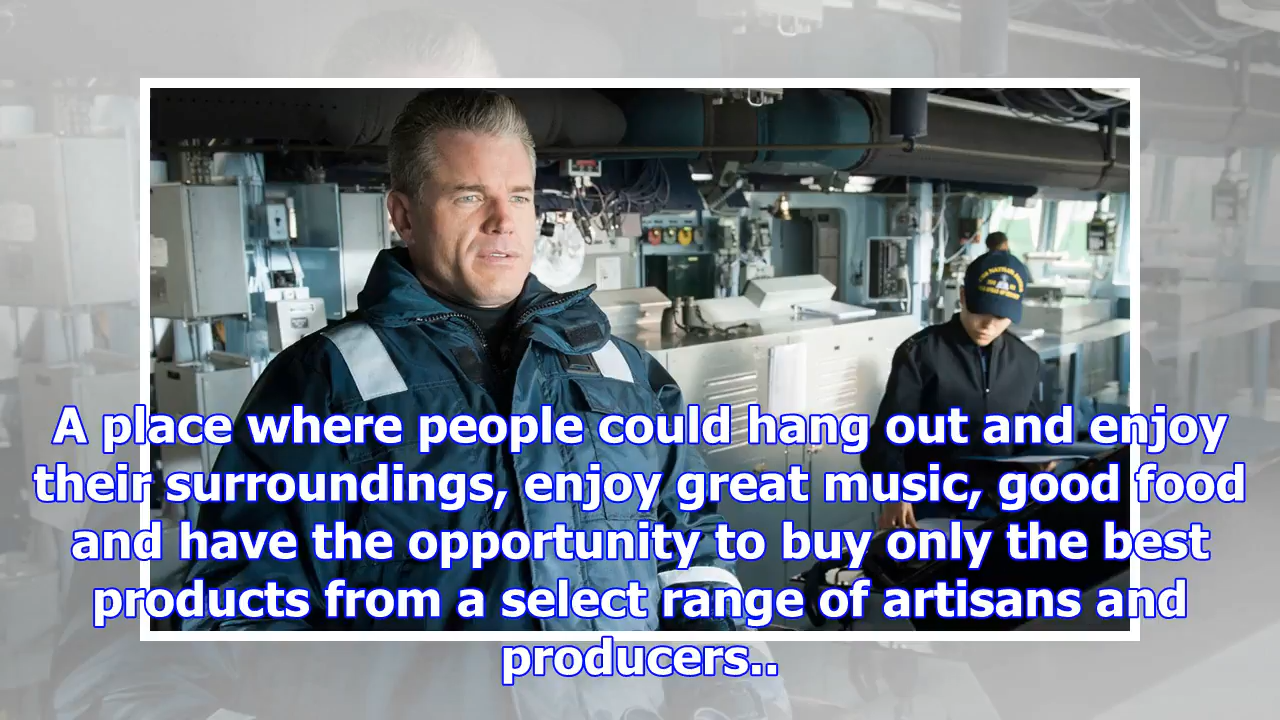 A place where people could hang out and enjoy
their surroundings, enjoy great music, good food
and have the opportunity to buy only the best
products from a select range of artisans and
producers..